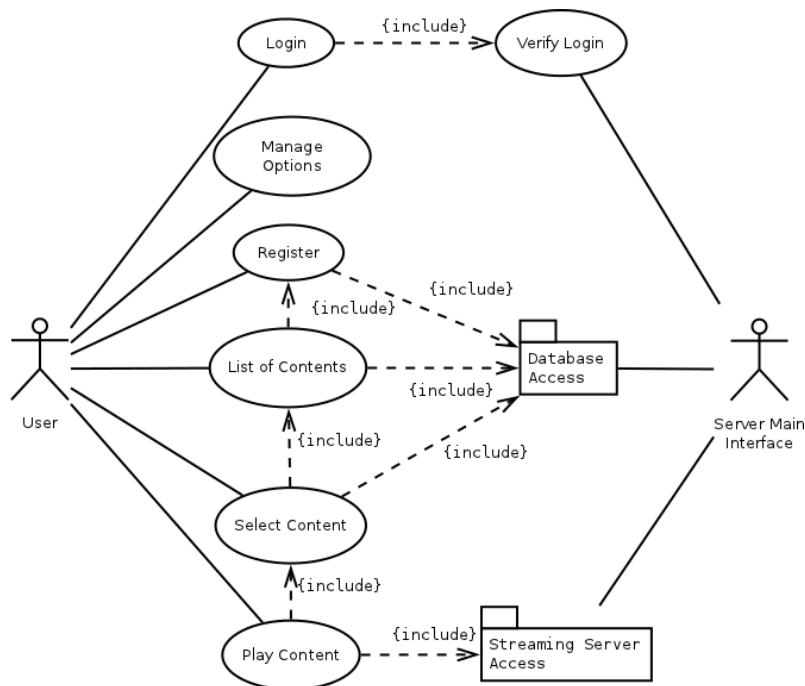 Login
{include}
Verify Login
Manage
Options
Register
{include}
{include}
List of Contents
Database
Access
{include}
User
Server Main
Interface
{include}
{include}
Select Content
{include}
Play Content
{include}
Streaming Server
Access